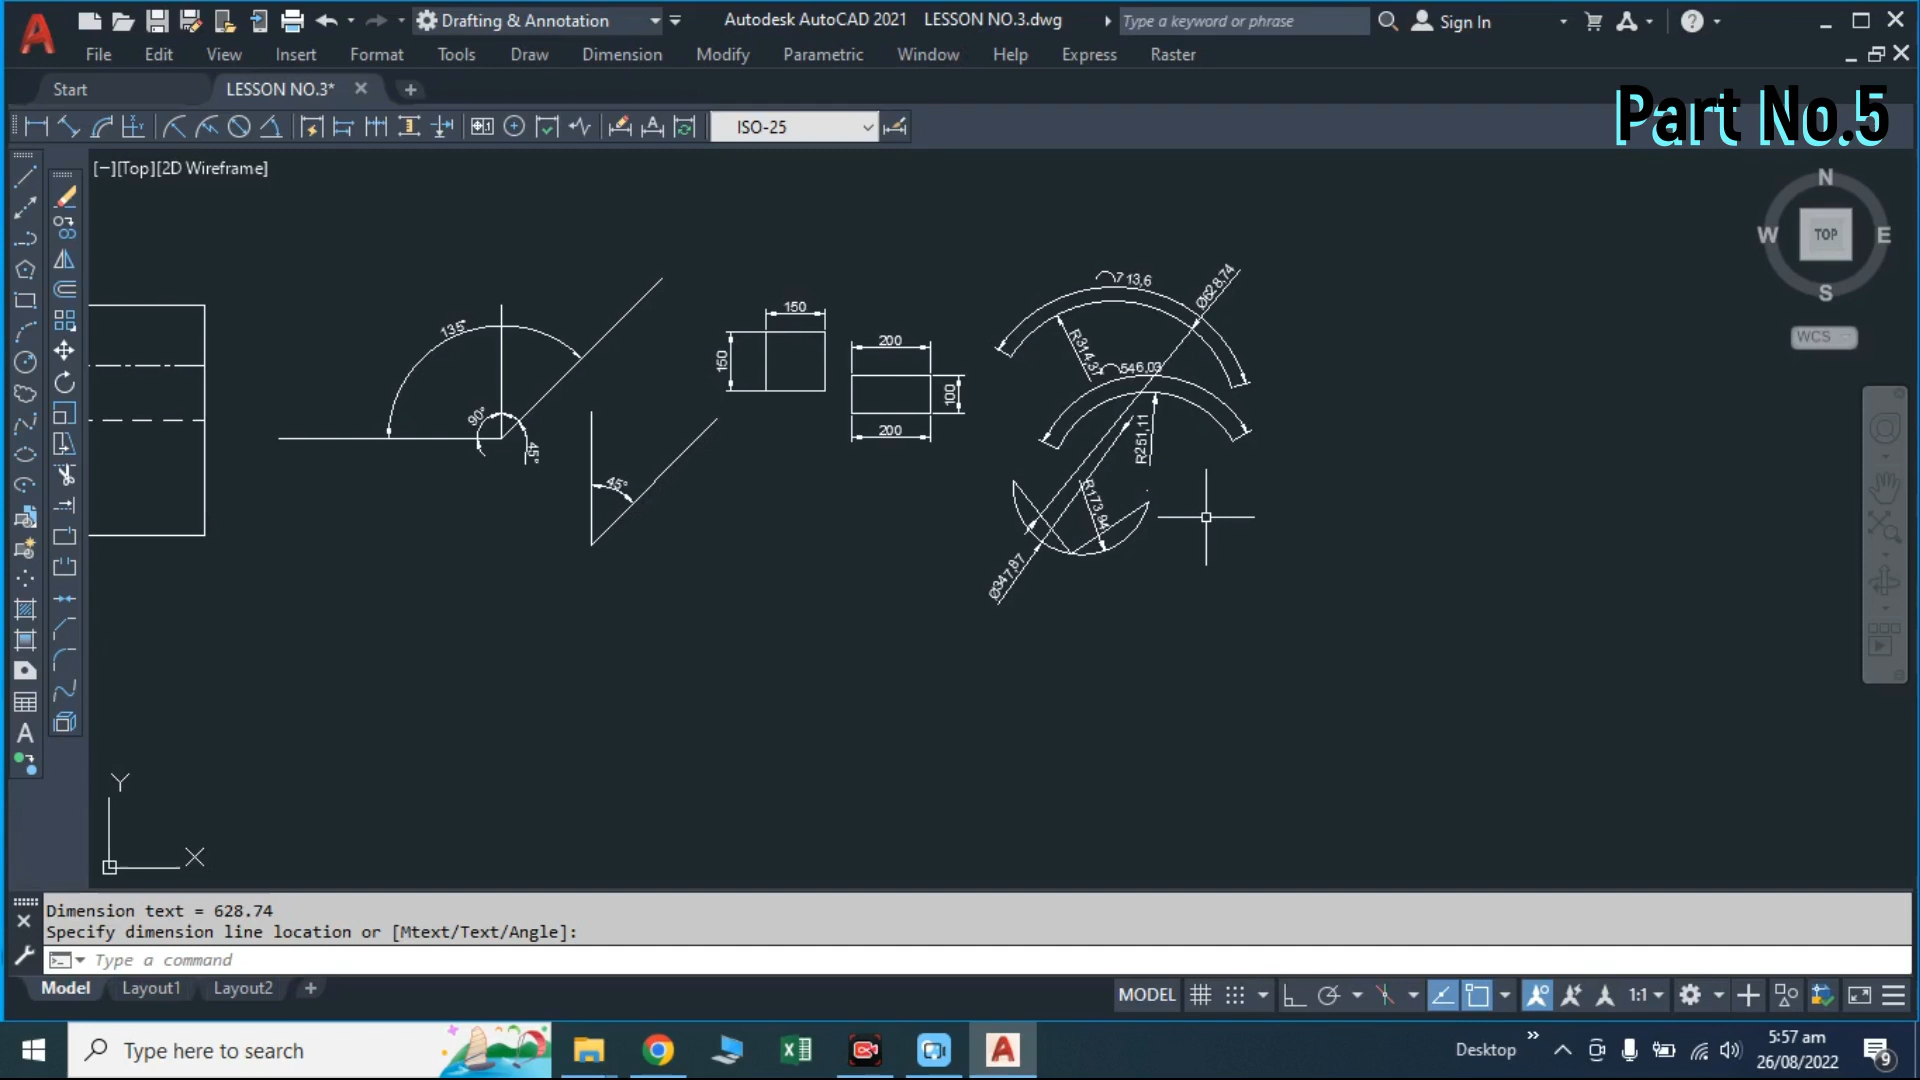 Drafting & Annotation
Autodesk AutoCAD 2021
LESSON NO.3.dwg
Type a keyword or phrase
Sign In
File
Edit
View
Insert
Format
Tools
Draw
Dimension
Modify
Parametric
Window
Help
Express
Raster
Start
LESSON NO.3*
ISO-25
Part No.5
[−][Top][2D Wireframe]
N
W
TOP
E
S
WCS
135°
90°
45°
45°
150
150
200
100
200
713,6
Ø628,74
R314,37
546,03
R251,11
R173,94
Ø347,87
Y
X
Dimension text = 628.74
Specify dimension line location or [Mtext/Text/Angle]:
Type a command
Model
Layout1
Layout2
MODEL
1:1
Type here to search
Desktop
5:57 am
26/08/2022
9